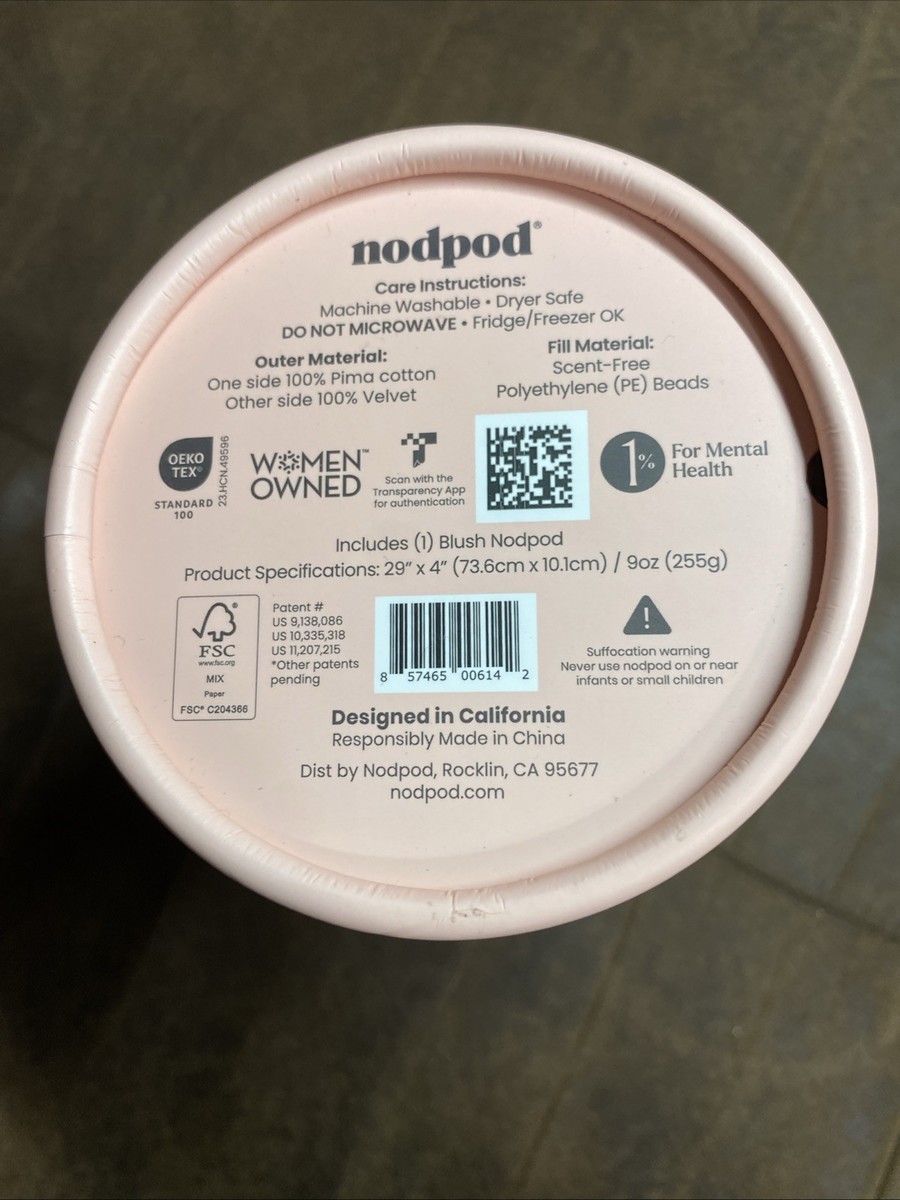 nodpod®
Care Instructions:
Machine Washable • Dryer Safe
DO NOT MICROWAVE • Fridge/Freezer OK
Outer Material:
One side 100% Pima cotton
Other side 100% Velvet
Fill Material:
Scent-Free
Polyethylene (PE) Beads
OEKO
TEX®
STANDARD
100
23.HCN.49596
WOMEN™
OWNED
Scan with the
Transparency App
for authentication
1%
For Mental
Health
Includes (1) Blush Nodpod
Product Specifications: 29” x 4” (73.6cm x 10.1cm) / 9oz (255g)
FSC
www.fsc.org
MIX
Paper
FSC® C204366
Patent #
US 9,138,086
US 10,335,318
US 11,207,215
*Other patents
pending
8 57465 00614 2
Suffocation warning
Never use nodpod on or near
infants or small children
Designed in California
Responsibly Made in China
Dist by Nodpod, Rocklin, CA 95677
nodpod.com